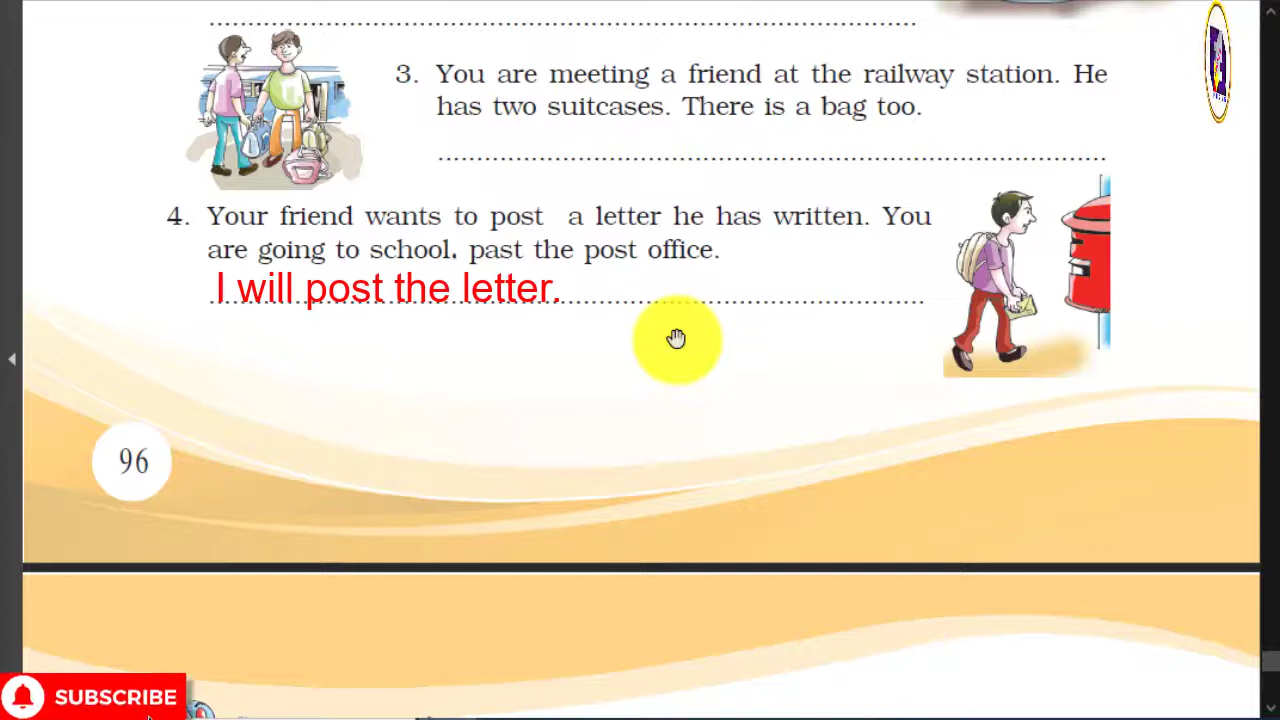 3. You are meeting a friend at the railway station. He
has two suitcases. There is a bag too.
4. Your friend wants to post a letter he has written. You
are going to school, past the post office.
I will post the letter.
96
SUBSCRIBE